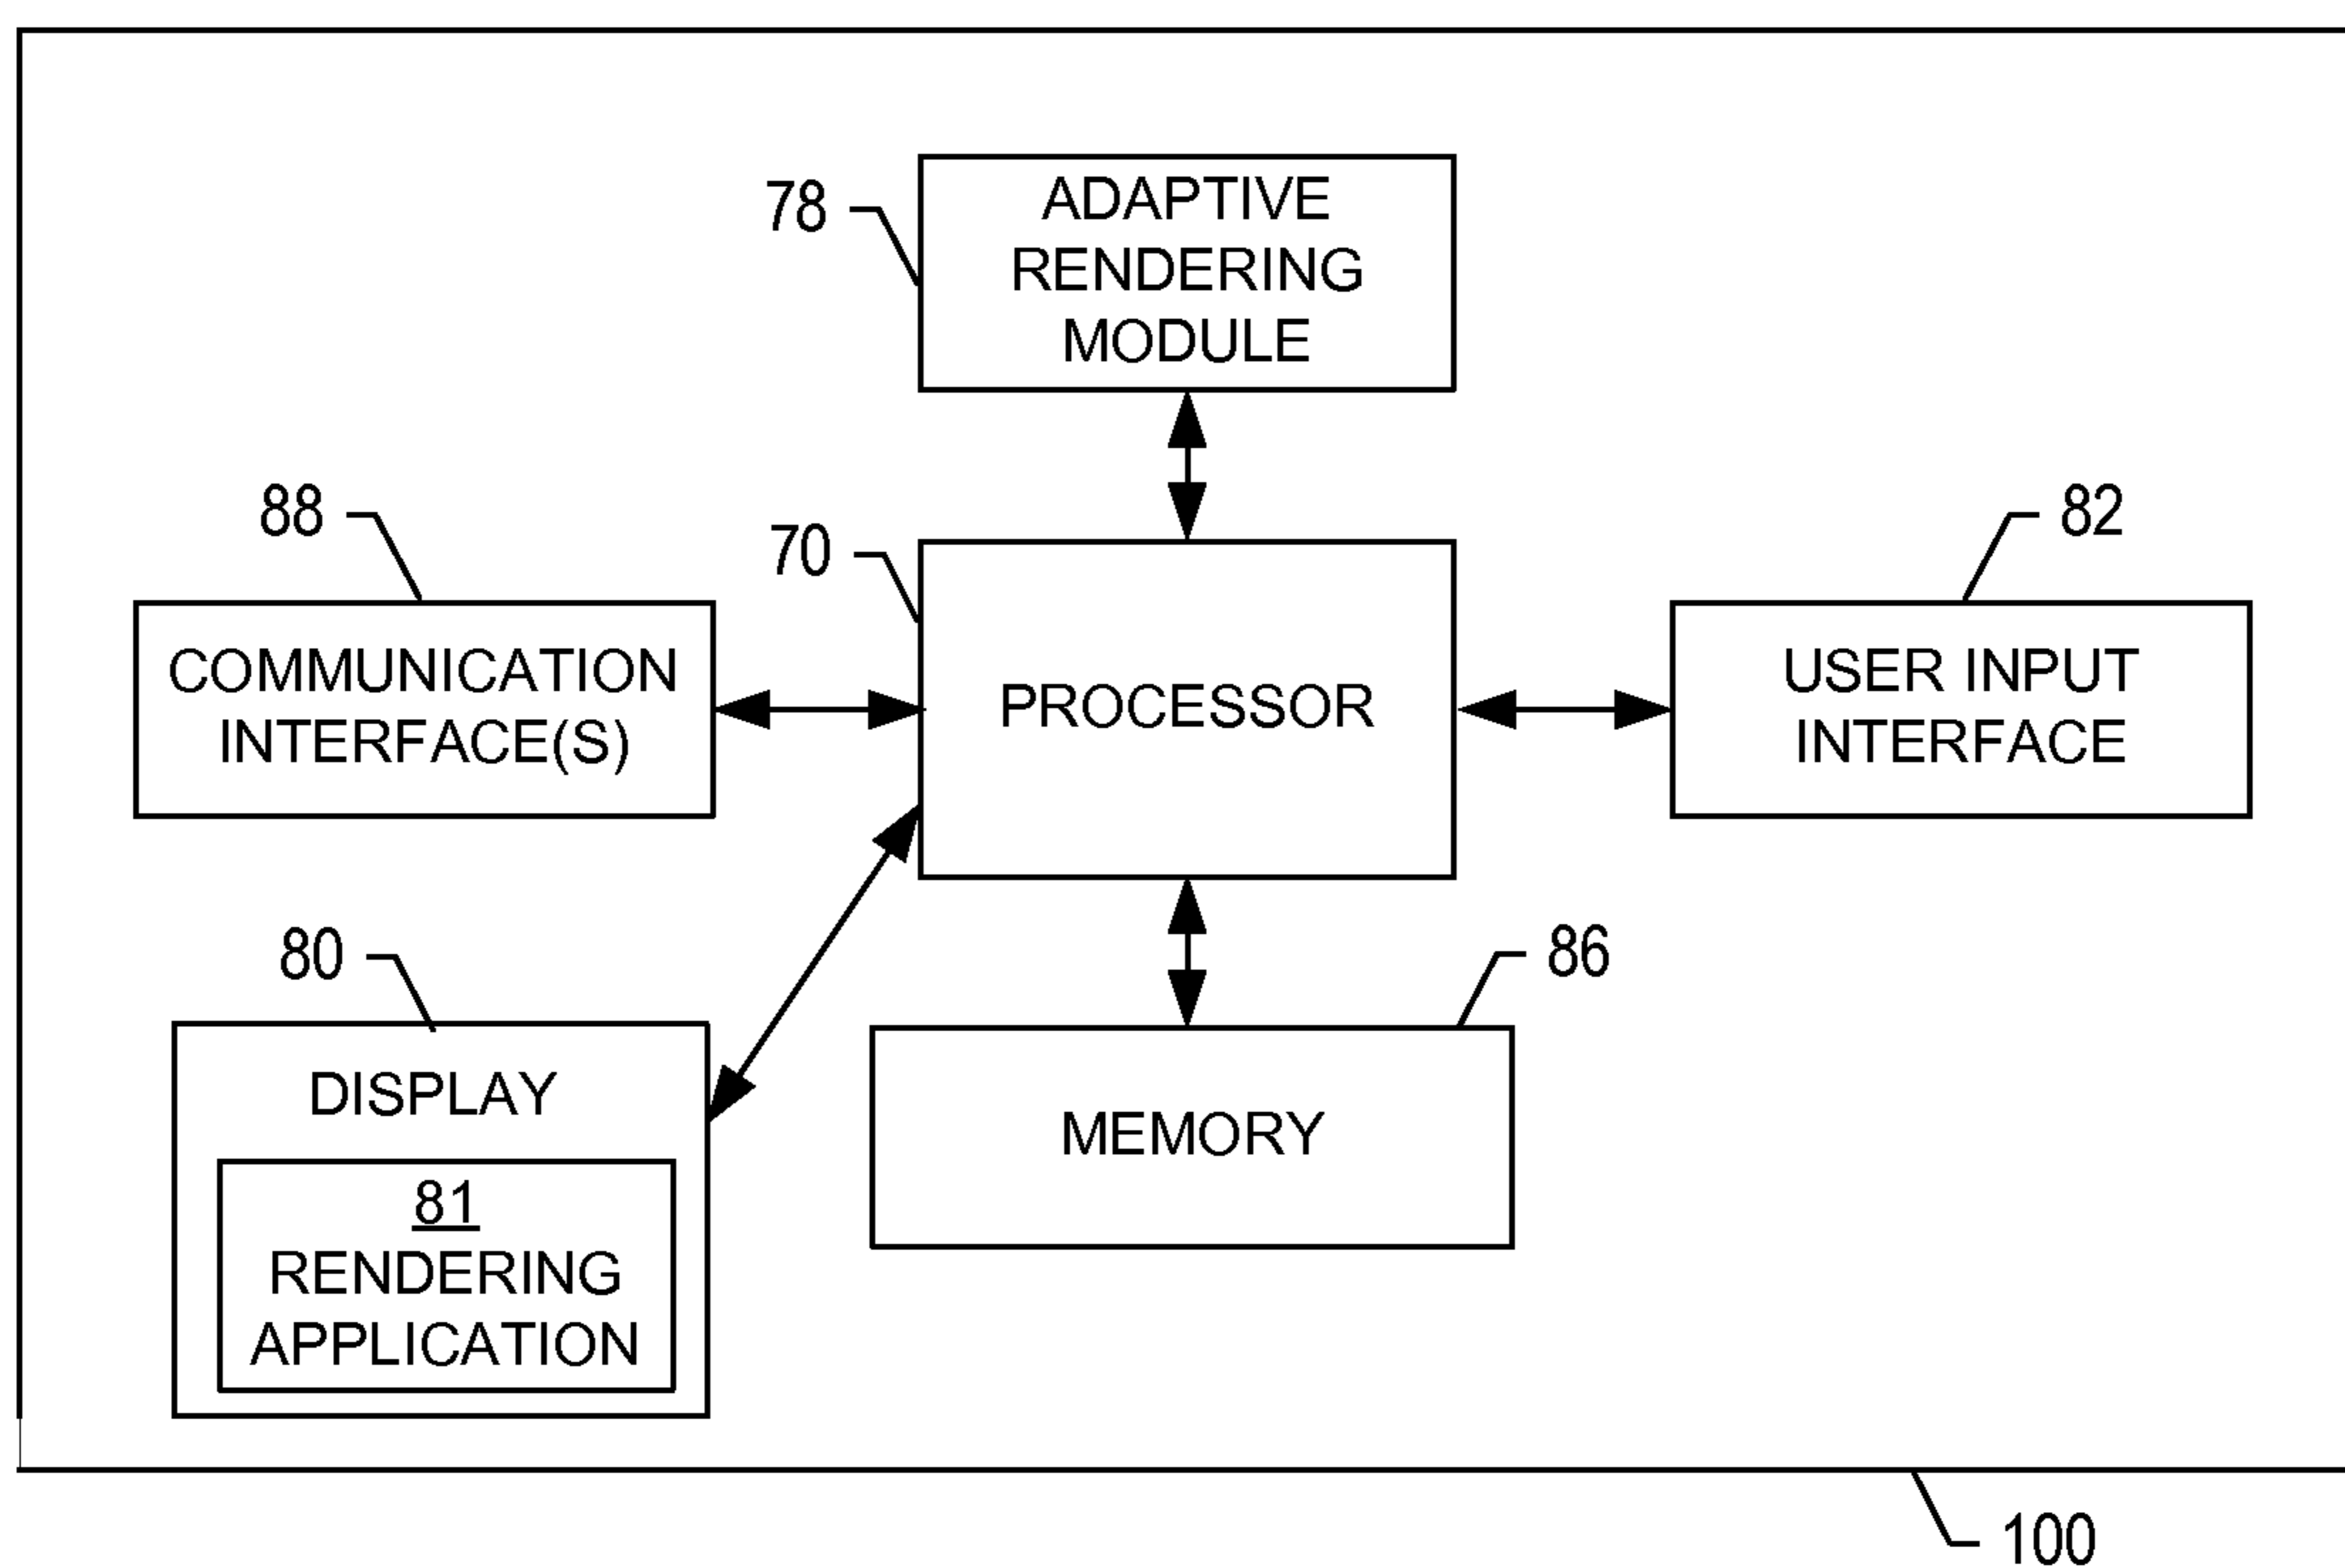 78
ADAPTIVE
RENDERING
MODULE
88
70
82
COMMUNICATION
INTERFACE(S)
PROCESSOR
USER INPUT
INTERFACE
80
86
DISPLAY
MEMORY
81
RENDERING
APPLICATION
100